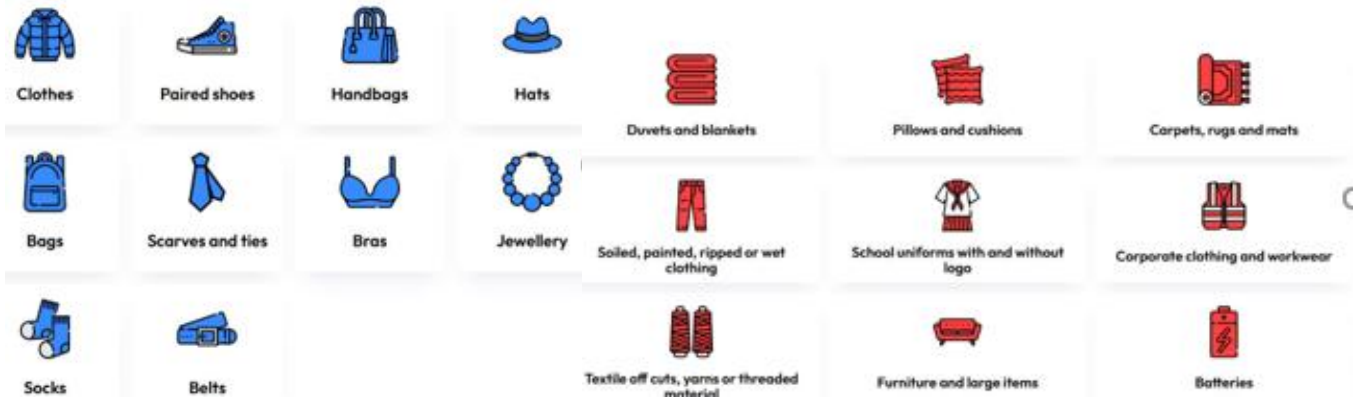 Clothes
Paired shoes
Handbags
Hats
Bags
Scarves and ties
Bras
Jewellery
Socks
Belts
Duvets and blankets
Pillows and cushions
Carpets, rugs and mats
Soiled, painted, ripped or wet
clothing
School uniforms with and without
logo
Corporate clothing and workwear
Textile off cuts, yarns or threaded
material
Furniture and large items
Batteries